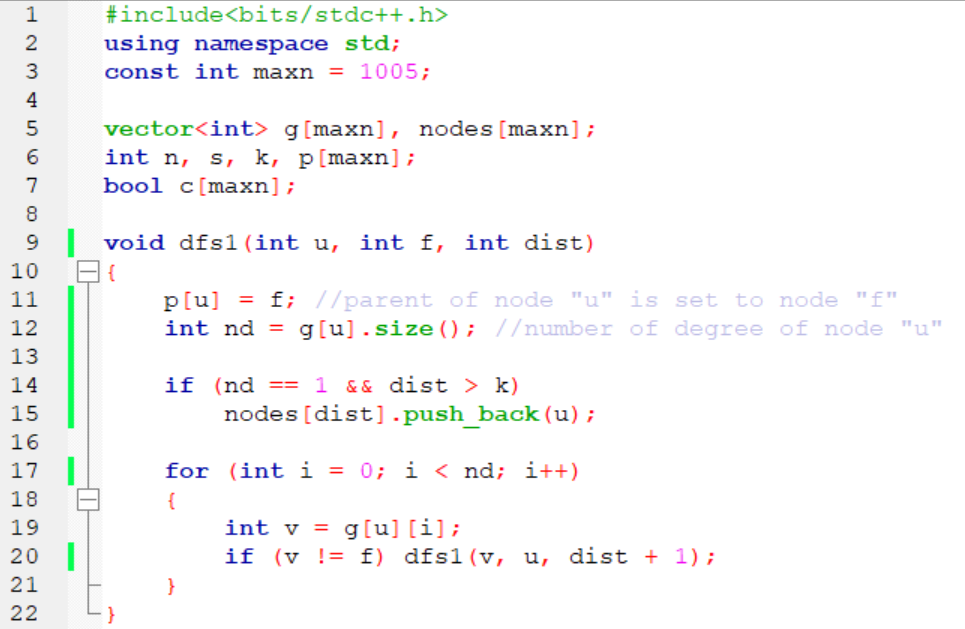 1 #include<bits/stdc++.h>
2 using namespace std;
3 const int maxn = 1005;
4
5 vector<int> g[maxn], nodes[maxn];
6 int n, s, k, p[maxn];
7 bool c[maxn];
8
9 void dfs1(int u, int f, int dist)
10 {
11     p[u] = f; //parent of node "u" is set to node "f"
12     int nd = g[u].size(); //number of degree of node "u"
13
14     if (nd == 1 && dist > k)
15         nodes[dist].push_back(u);
16
17     for (int i = 0; i < nd; i++)
18     {
19         int v = g[u][i];
20         if (v != f) dfs1(v, u, dist + 1);
21     }
22 }